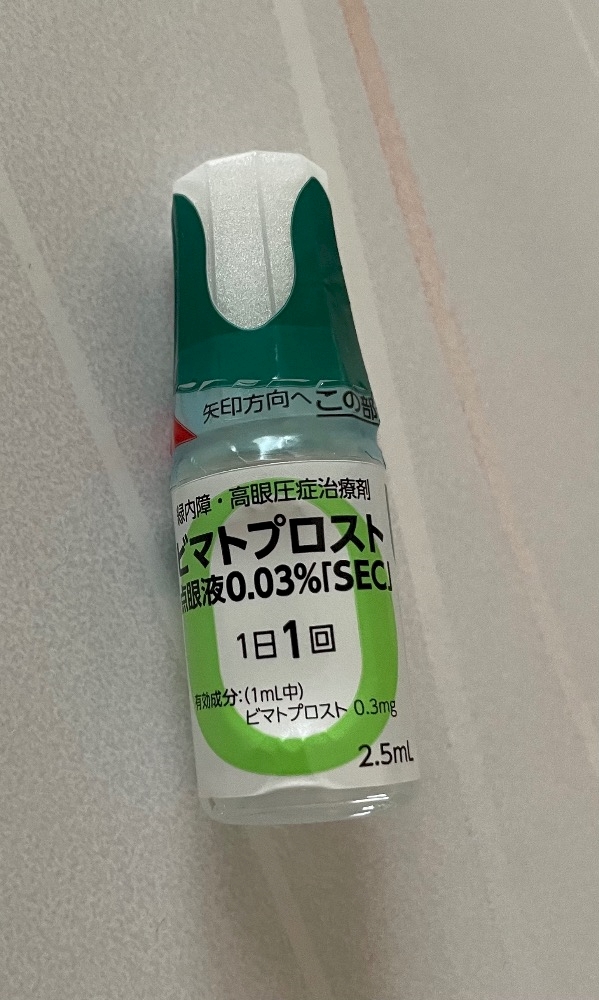 矢印方向へこの部
緑内障・高眼圧症治療剤
ビマトプロスト
点眼液0.03%「SEC」
1日1回
有効成分:(1mL中)
ビマトプロスト 0.3mg
2.5mL